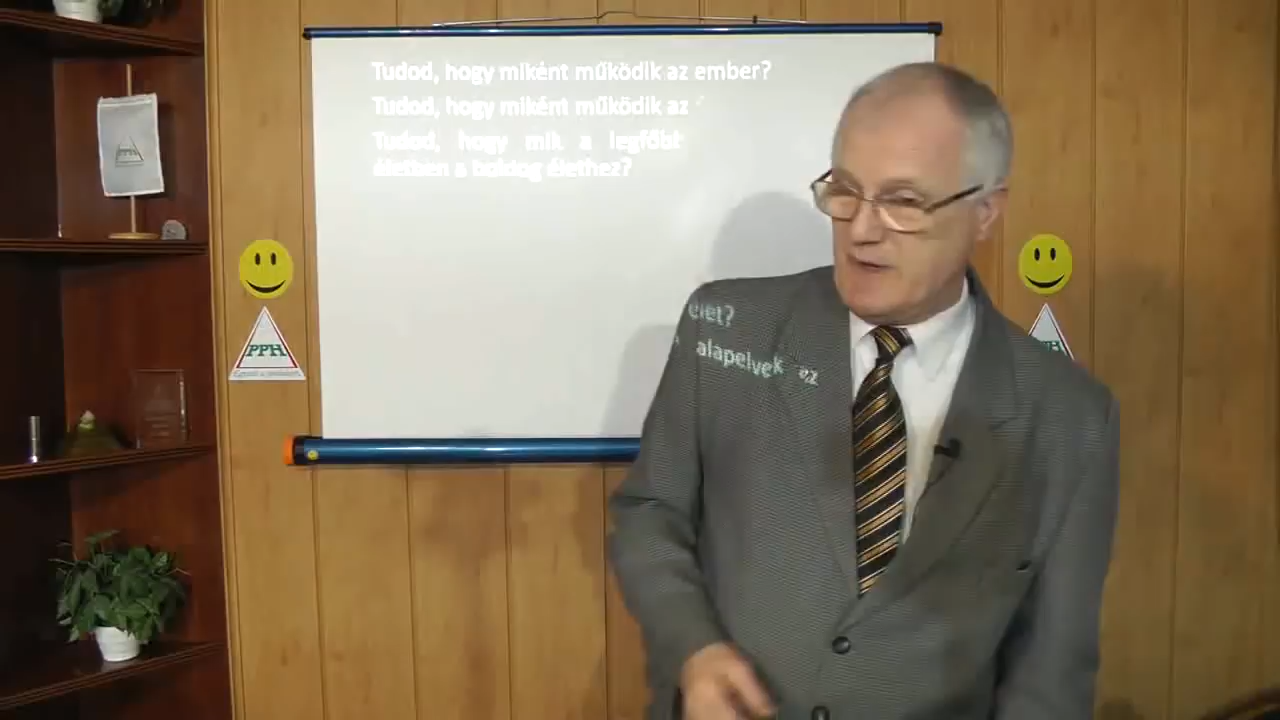 Tudod, hogy miként működik az ember?
Tudod, hogy miként működik az élet?
Tudod, hogy mik a legfőbb alapelvek az
életben a boldog élethez?
PPH
PPH